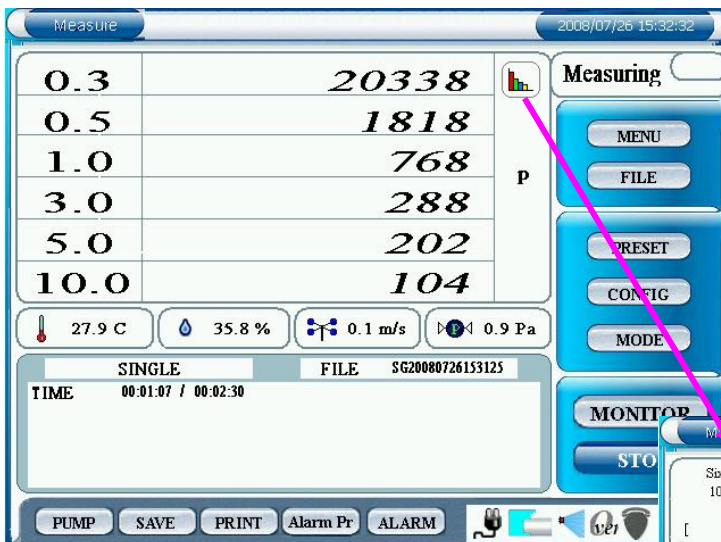 Measure 2008/07/26 15:32:32
0.3 20338
0.5 1818
1.0 768
3.0 288
5.0 202
10.0 104
P
27.9 C 35.8 % 0.1 m/s P 0.9 Pa
SINGLE FILE SG20080726153125
TIME 00:01:07 / 00:02:30
Measuring
MENU
FILE
PRESET
CONFIG
MODE
MONITOR
STO
10
[
PUMP SAVE PRINT Alarm Pr ALARM